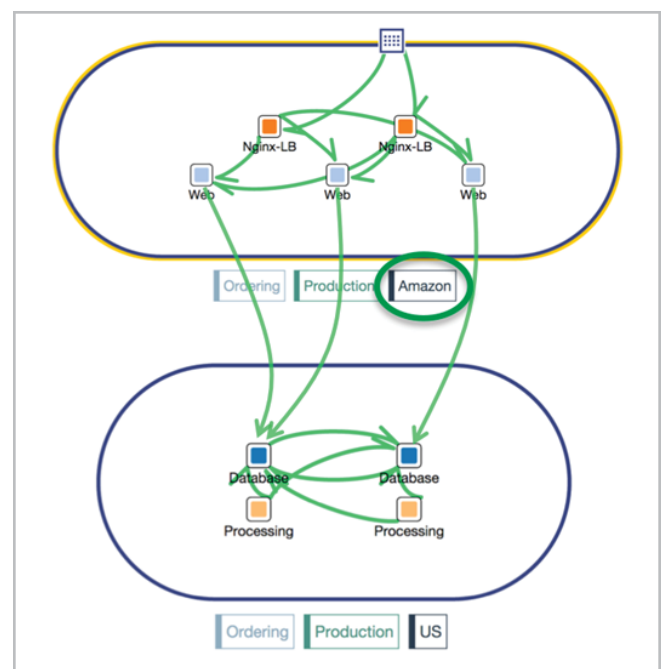 Nginx-LB Nginx-LB
Web Web Web
Ordering Production Amazon
Database Database
Processing Processing
Ordering Production US